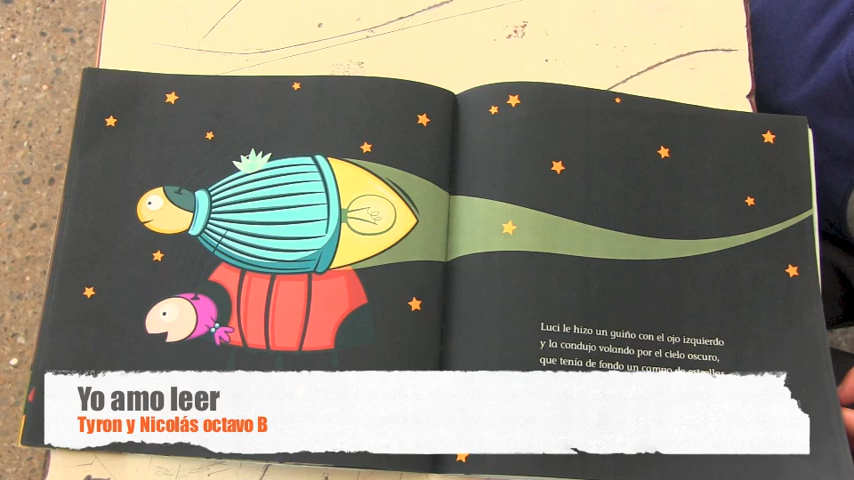 Luci le hizo un guiño con el ojo izquierdo
y la condujo volando por el cielo oscuro,
que tenía de fondo un campo de estrellas
Yo amo leer
Tyron y Nicolás octavo B